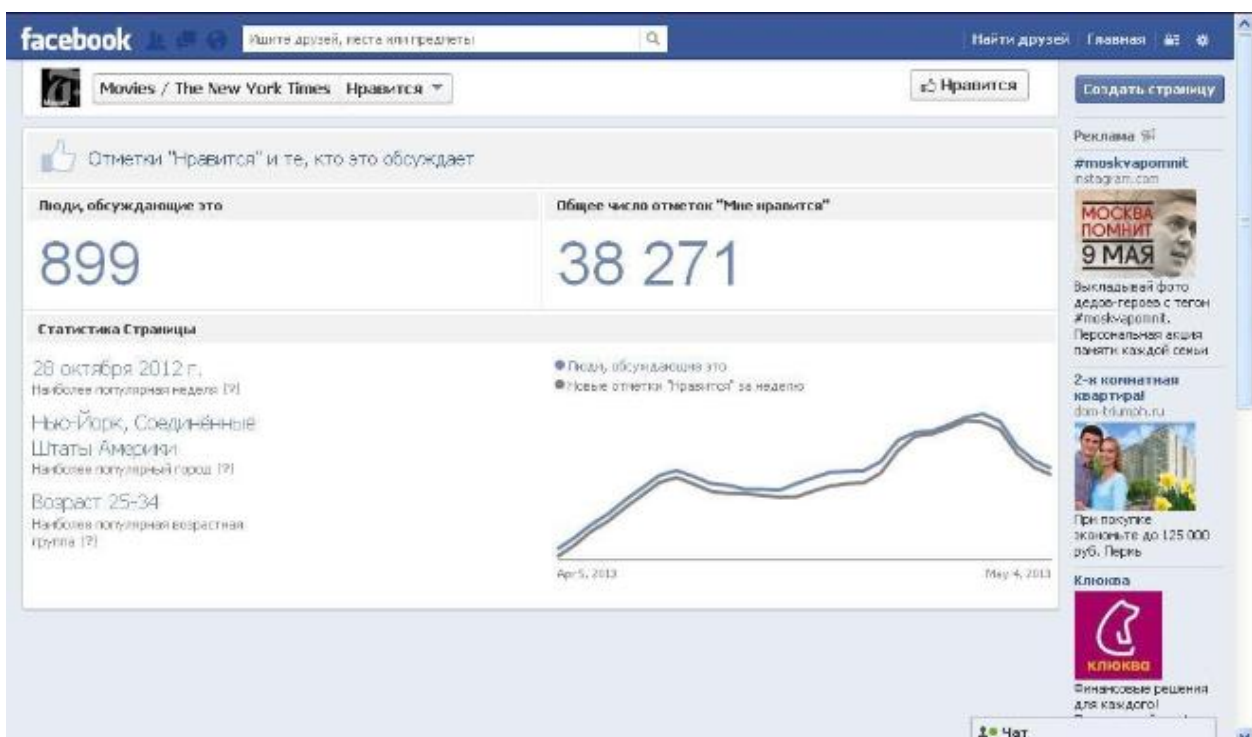 facebook
Ищите друзей, места или предметы
Найти друзей Главная
Movies / The New York Times Нравится
Нравится
Создать страницу
Отметки "Нравится" и те, кто это обсуждает
Люди, обсуждающие это
899
Общее число отметок "Мне нравится"
38 271
Статистика Страницы
28 октября 2012 г.
Наиболее популярная неделя [?]
Нью-Йорк, Соединённые
Штаты Америки
Наиболее популярный город [?]
Возраст 25-34
Наиболее популярная возрастная
группа [?]
Люди, обсуждающие это
Новые отметки "Нравится" за неделю
Apr 5, 2013
May 4, 2013
Реклама
#moskvapomnit
instagram.com
МОСКВА
ПОМНИТ
9 МАЯ
Выкладывай фото
дедов-героев с тегом
#moskvapomnit.
Персональная акция
памяти каждой семьи
2-х комнатная
квартира!
dom-triumph.ru
При покупке
экономьте до 125 000
руб. Пермь
Клюква
КЛЮКВА
Финансовые решения
для каждого!
Чат